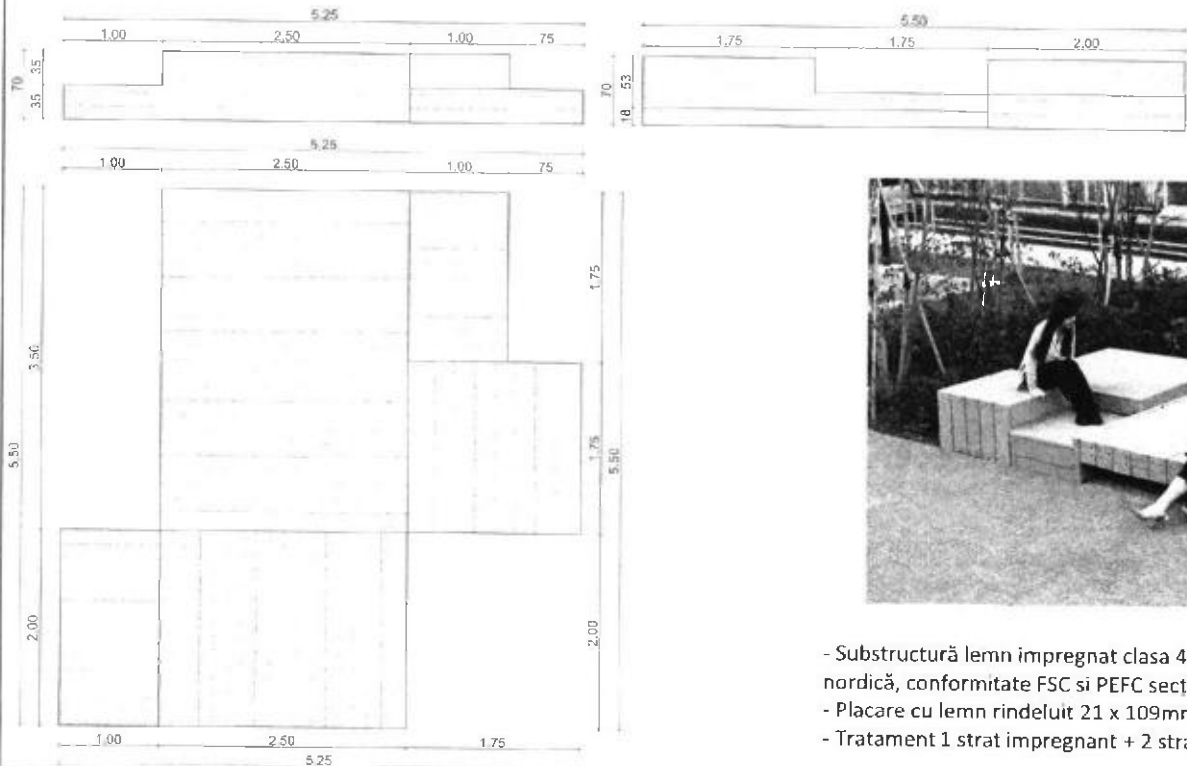 5.25
1.00 2.50 1.00 75
70 35 35
5.50
1.75 1.75 2.00
70 53 18
5.25
1.00 2.50 1.00 75
5.50 3.50 2.00
1.75 1.75 2.00 5.50
1.00 2.50 1.75
5.25
- Substructură lemn impregnat clasa 4
nordică, conformitate FSC si PEFC sect
- Placare cu lemn rindeluit 21 x 109mm
- Tratament 1 strat impregnant + 2 stra